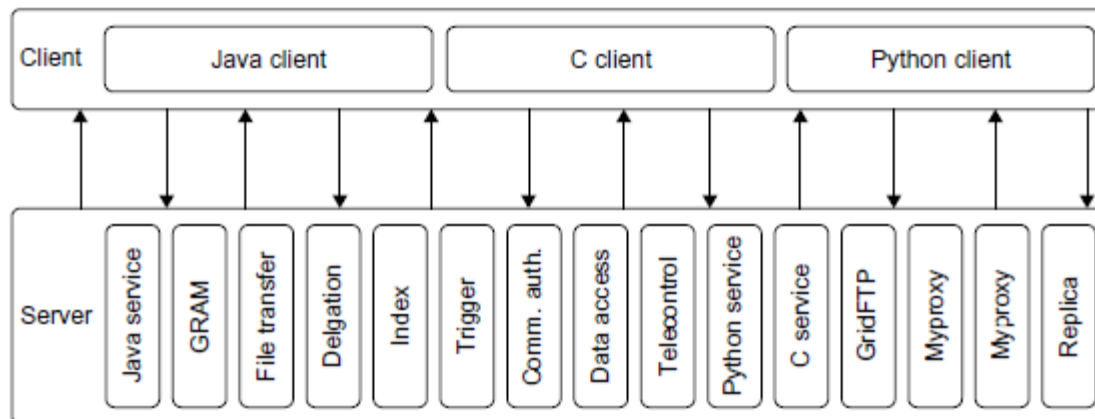 Client
Java client
C client
Python client
Server
Java service
GRAM
File transfer
Delgation
Index
Trigger
Comm. auth.
Data access
Telecontrol
Python service
C service
GridFTP
Myproxy
Myproxy
Replica